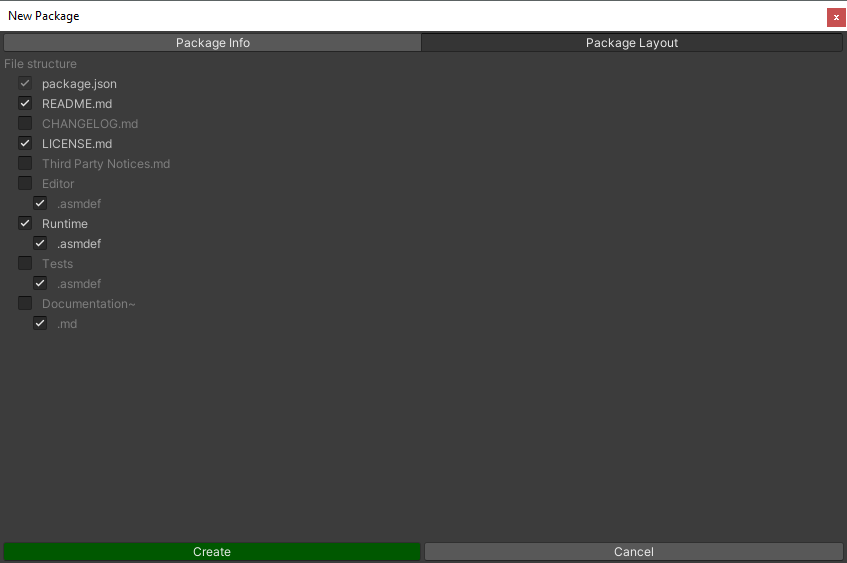 New Package
x
Package Info Package Layout
File structure
package.json
README.md
CHANGELOG.md
LICENSE.md
Third Party Notices.md
Editor
.asmdef
Runtime
.asmdef
Tests
.asmdef
Documentation~
.md
Create Cancel